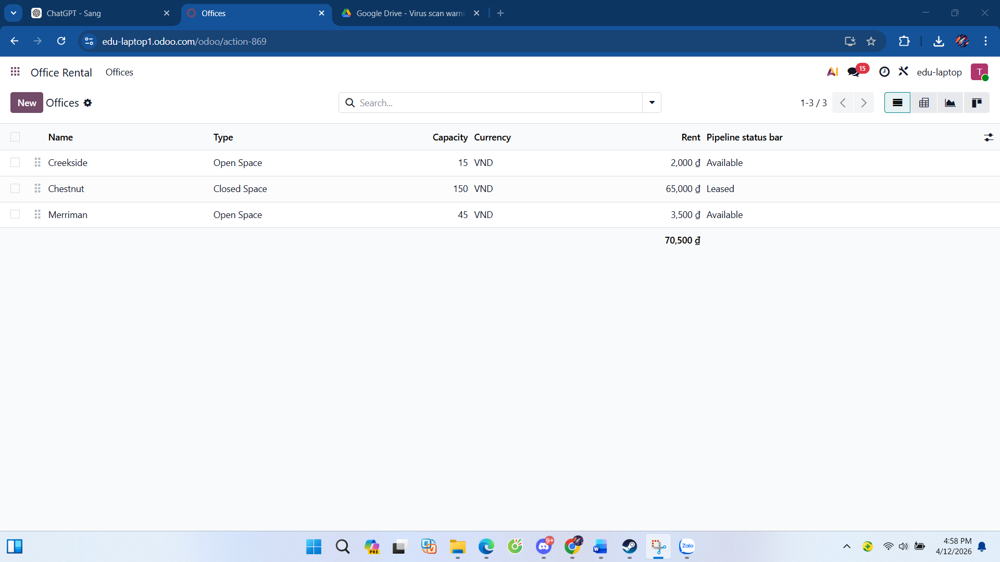 ChatGPT - Sang
Offices
Google Drive - Virus scan warni
edu-laptop1.odoo.com/odoo/action-869
Office Rental
Offices
AI
15
edu-laptop
T
New
Offices
Search...
1-3 / 3
Name Type Capacity Currency Rent Pipeline status bar
Creekside Open Space 15 VND 2,000 ₫ Available
Chestnut Closed Space 150 VND 65,000 ₫ Leased
Merriman Open Space 45 VND 3,500 ₫ Available
70,500 ₫
PRE
E
V
9+
W
Zalo
4:58 PM
4/12/2026